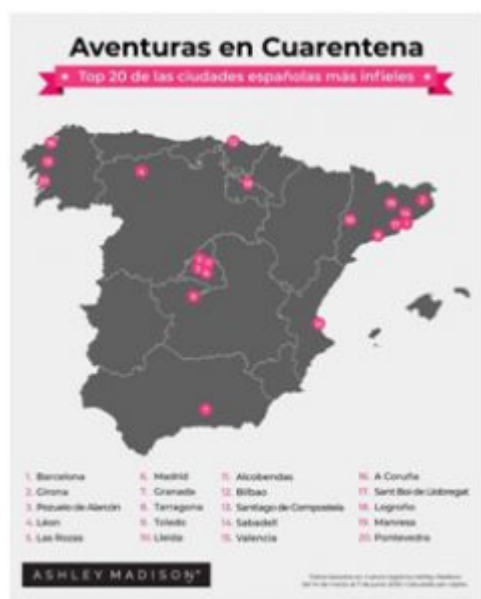 Aventuras en Cuarentena
Top 20 de las ciudades españolas más infieles
1. Barcelona
2. Girona
3. Pozuelo de Alarcón
4. Léon
5. Las Rozas
6. Madrid
7. Granada
8. Tarragona
9. Toledo
10. Lleida
11. Alcobendas
12. Bilbao
13. Santiago de Compostela
14. Sabadell
15. Valencia
16. A Coruña
17. Sant Boi de Llobregat
18. Logroño
19. Manresa
20. Pontevedra
ASHLEY MADISON